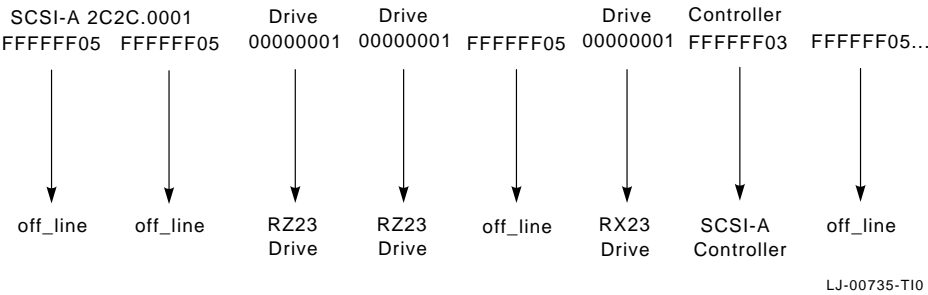 SCSI-A 2C2C.0001 Drive Drive Drive Controller
FFFFFF05 FFFFFF05 00000001 00000001 FFFFFF05 00000001 FFFFFF03 FFFFFF05...
off_line off_line RZ23 RZ23 off_line RX23 SCSI-A off_line
Drive Drive Drive Controller
LJ-00735-TI0